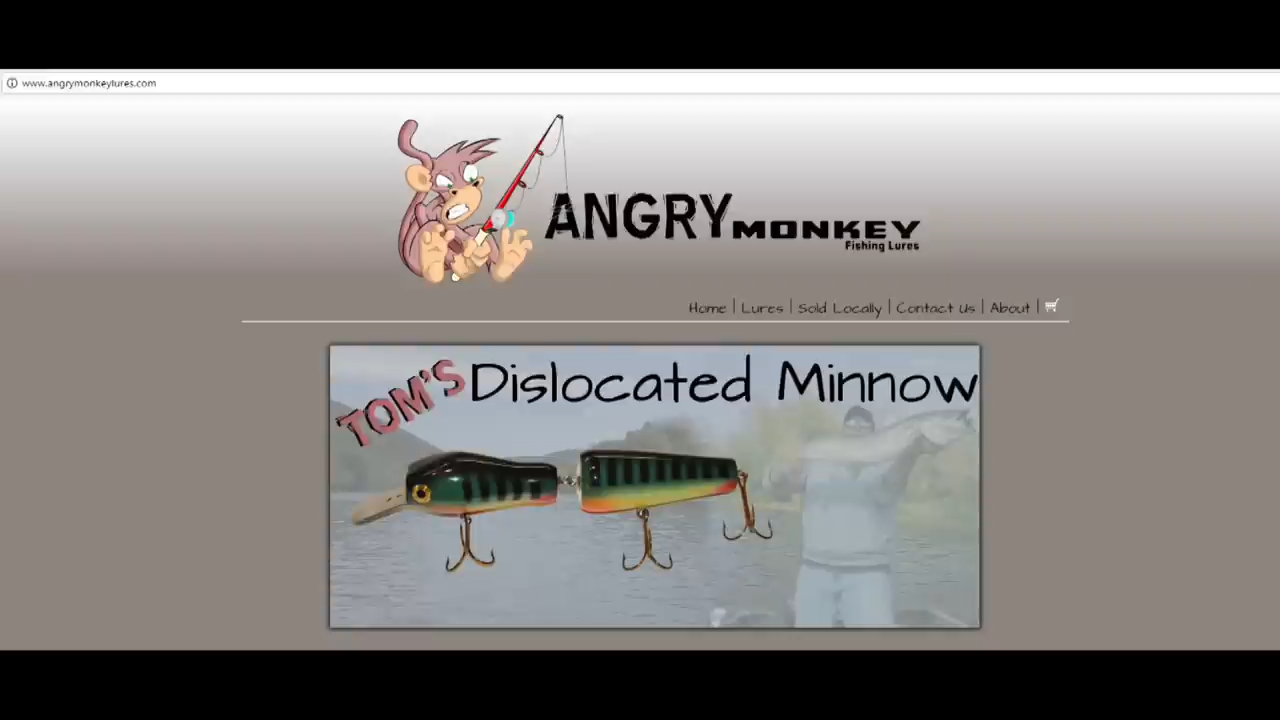 www.angrymonkeylures.com
ANGRY MONKEY
Fishing Lures
Home | Lures | Sold Locally | Contact Us | About |
TOM'S Dislocated Minnow